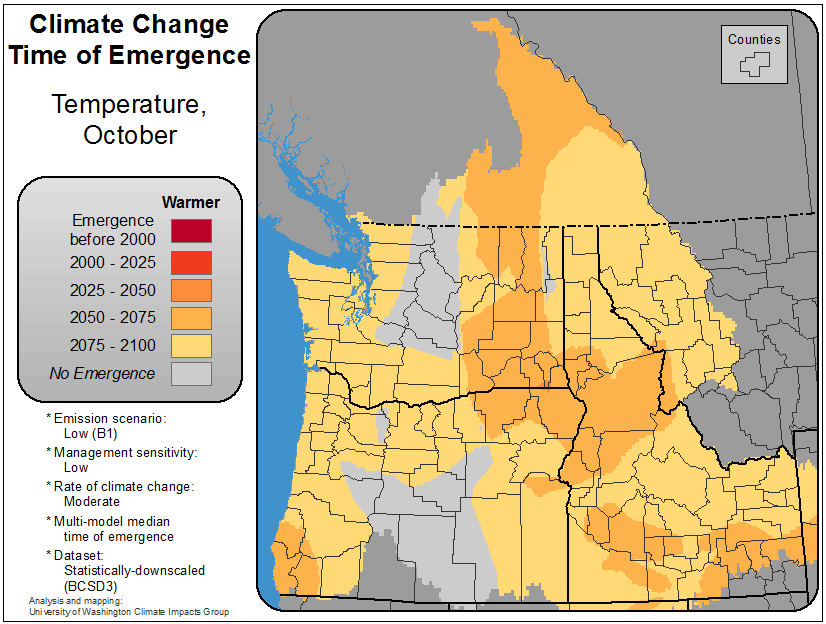 Climate Change
Time of Emergence
Temperature,
October
Warmer
Emergence
before 2000
2000 - 2025
2025 - 2050
2050 - 2075
2075 - 2100
No Emergence
* Emission scenario:
Low (B1)
* Management sensitivity:
Low
* Rate of climate change:
Moderate
* Multi-model median
time of emergence
* Dataset:
Statistically-downscaled
(BCSD3)
Analysis and mapping:
University of Washington Climate Impacts Group
Counties